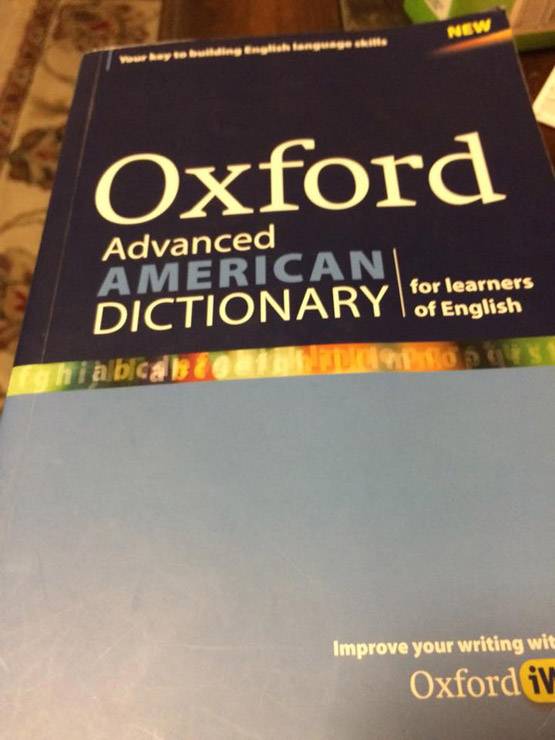 Your key to building English language skills
NEW
Oxford
Advanced
AMERICAN
DICTIONARY
for learners
of English
Improve your writing wit
Oxford iW